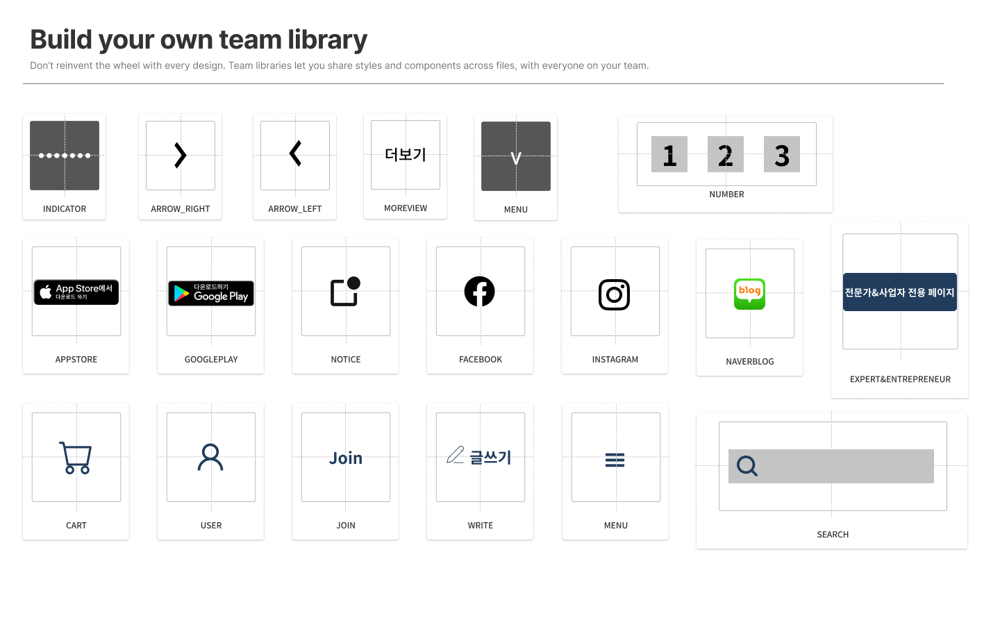 Build your own team library
Don't reinvent the wheel with every design. Team libraries let you share styles and components across files, with everyone on your team.
INDICATOR
ARROW_RIGHT
ARROW_LEFT
더보기
MOREVIEW
V
MENU
1 2 3
NUMBER
App Store에서
다운로드 하기
APPSTORE
다운로드하기
Google Play
GOOGLEPLAY
NOTICE
FACEBOOK
INSTAGRAM
blog
NAVERBLOG
전문가&사업자 전용 페이지
EXPERT&ENTREPRENEUR
CART
USER
Join
JOIN
글쓰기
WRITE
MENU
SEARCH